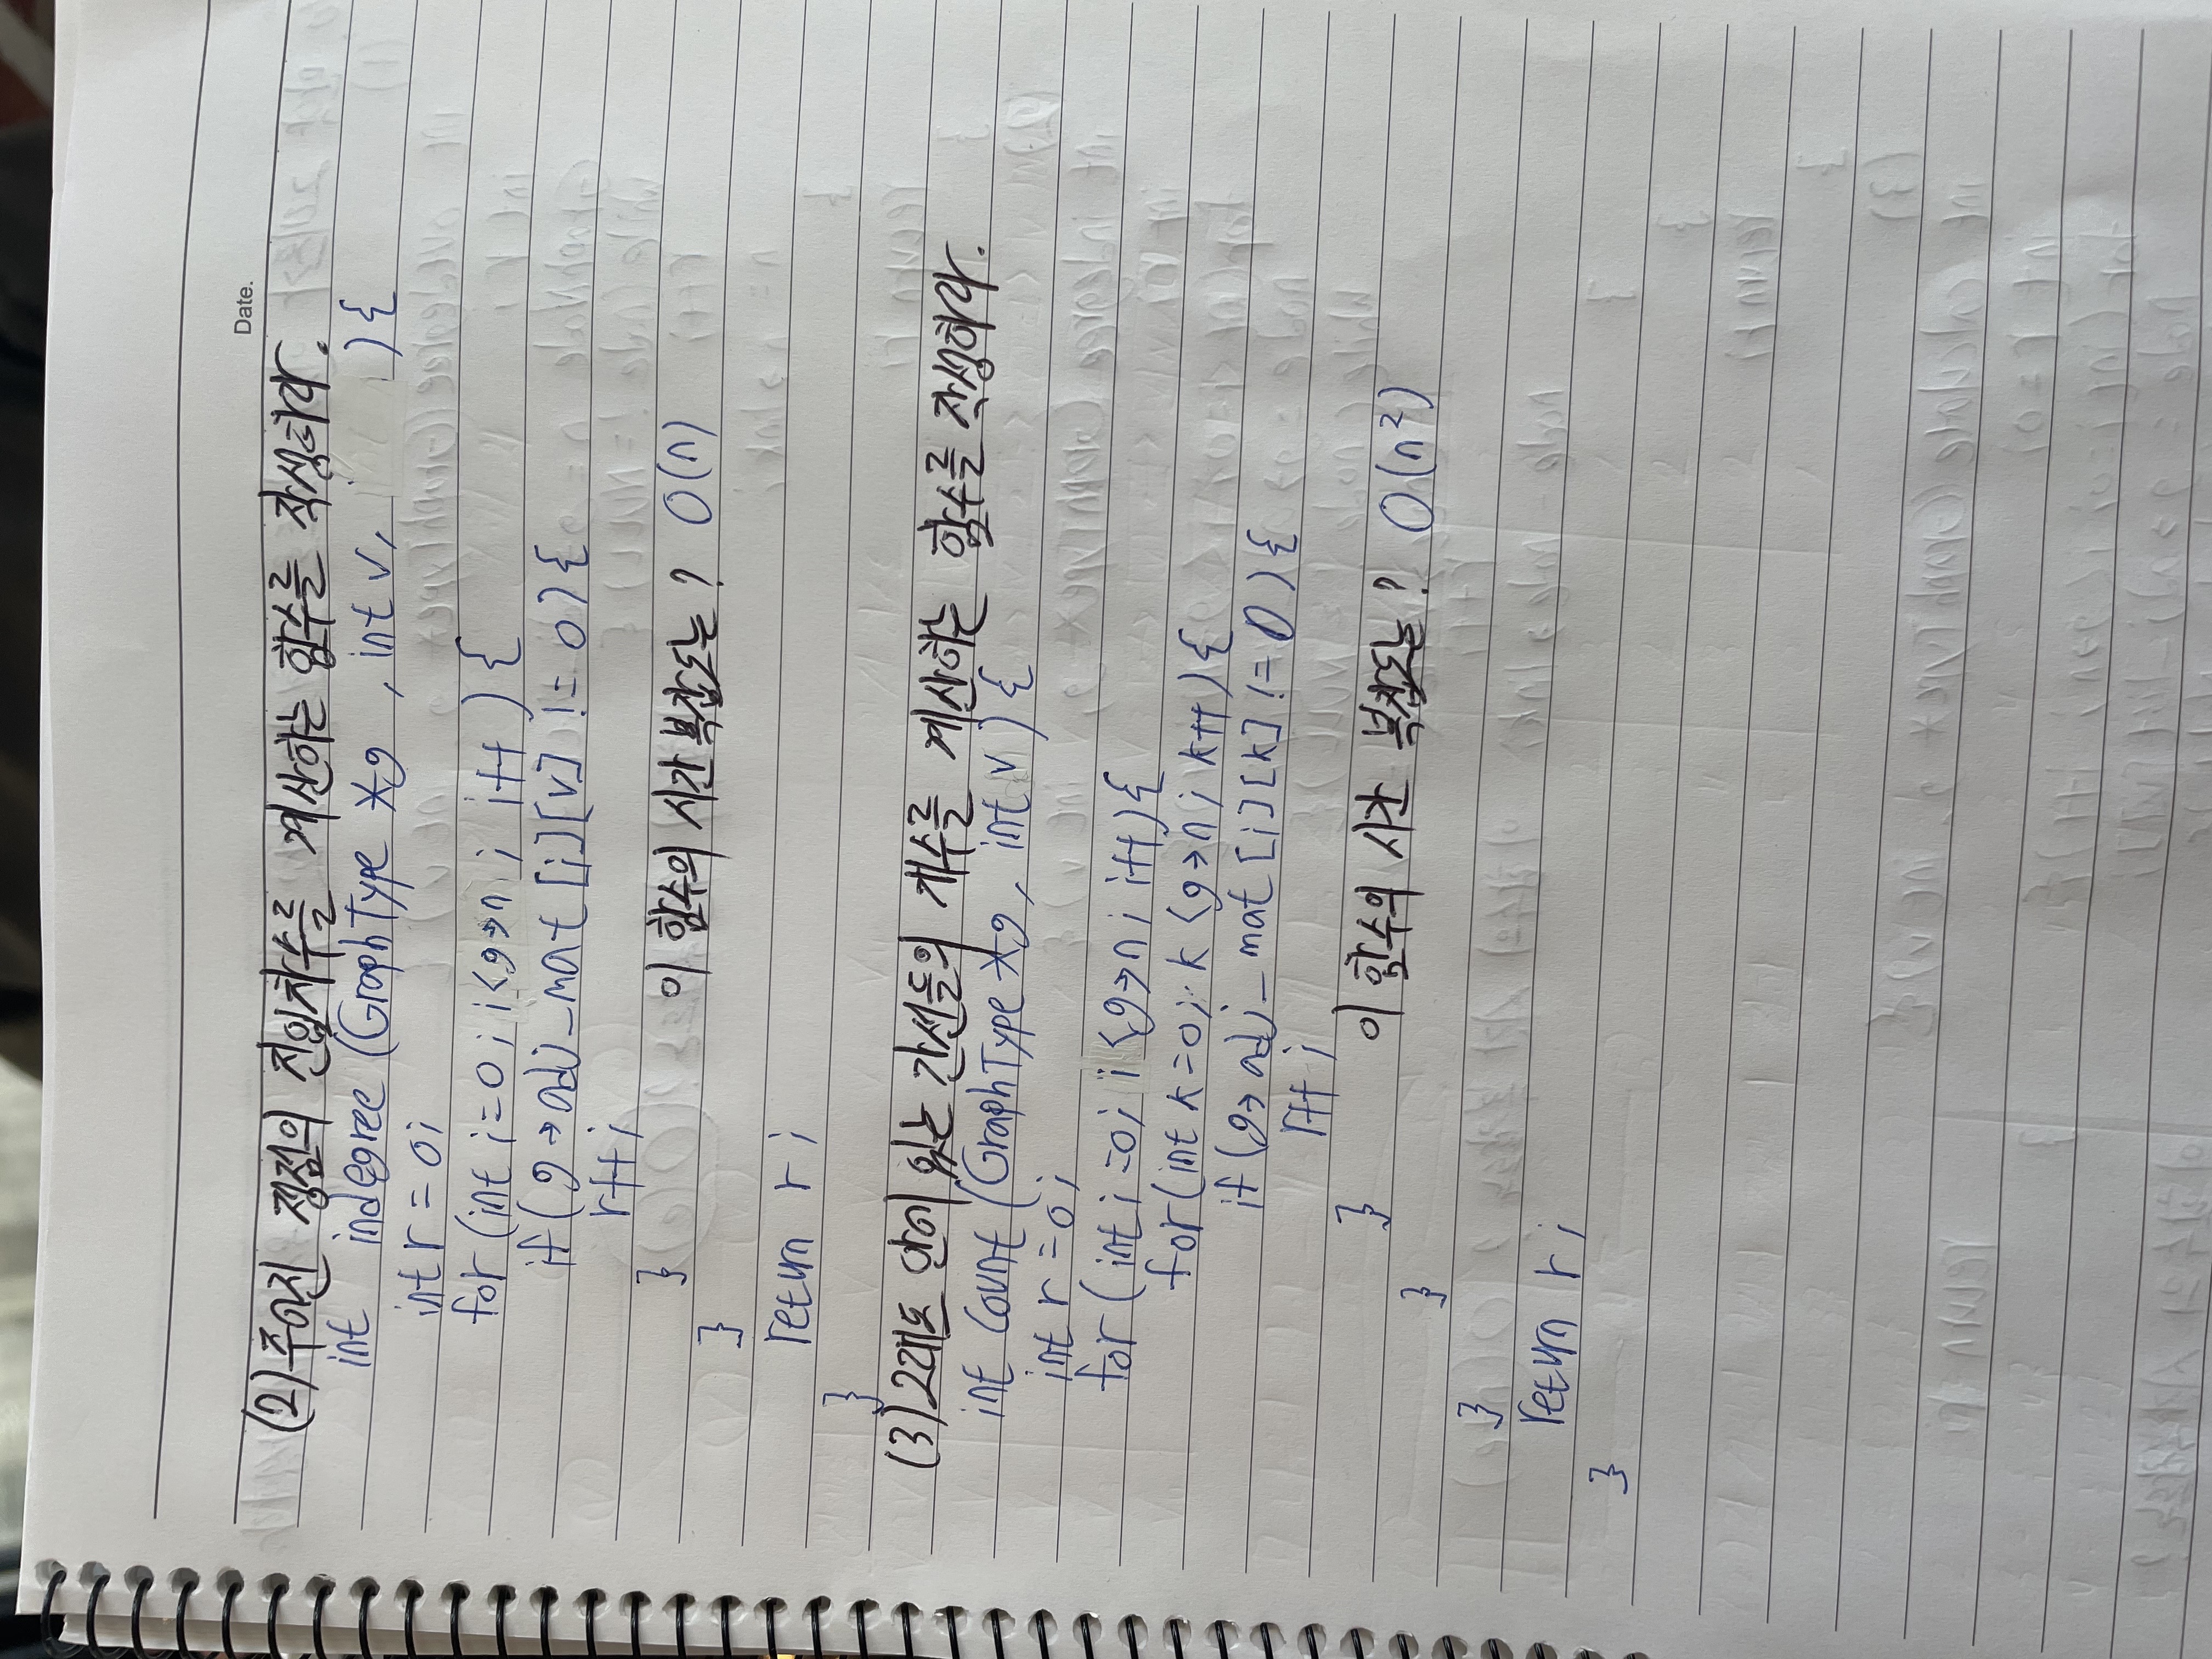 Date.
(2) 주어진 정점의 진입차수를 계산하는 함수를 작성하라.
int indegree (GraphType *g , int v, ) {
int r = 0;
for (int i=0 ; i<g→n ; i++ ) {
if (g→adj_mat [i][v] != 0) {
r++;
}
이 함수의 시간 복잡도는? O(n)
}
return r ;
}
(3) 그래프 안에 있는 간선들의 개수를 계산하는 함수를 작성하라.
int count (GraphType *g, int v) {
int r = 0;
for (int i=0; i<g→n; i++) {
for (int k=0; k<g→n; k++) {
if (g→adj_mat [i][k] != 0) {
r++ ;
}
이 함수의 시간 복잡도는? O(n²)
}
}
return r ;
}